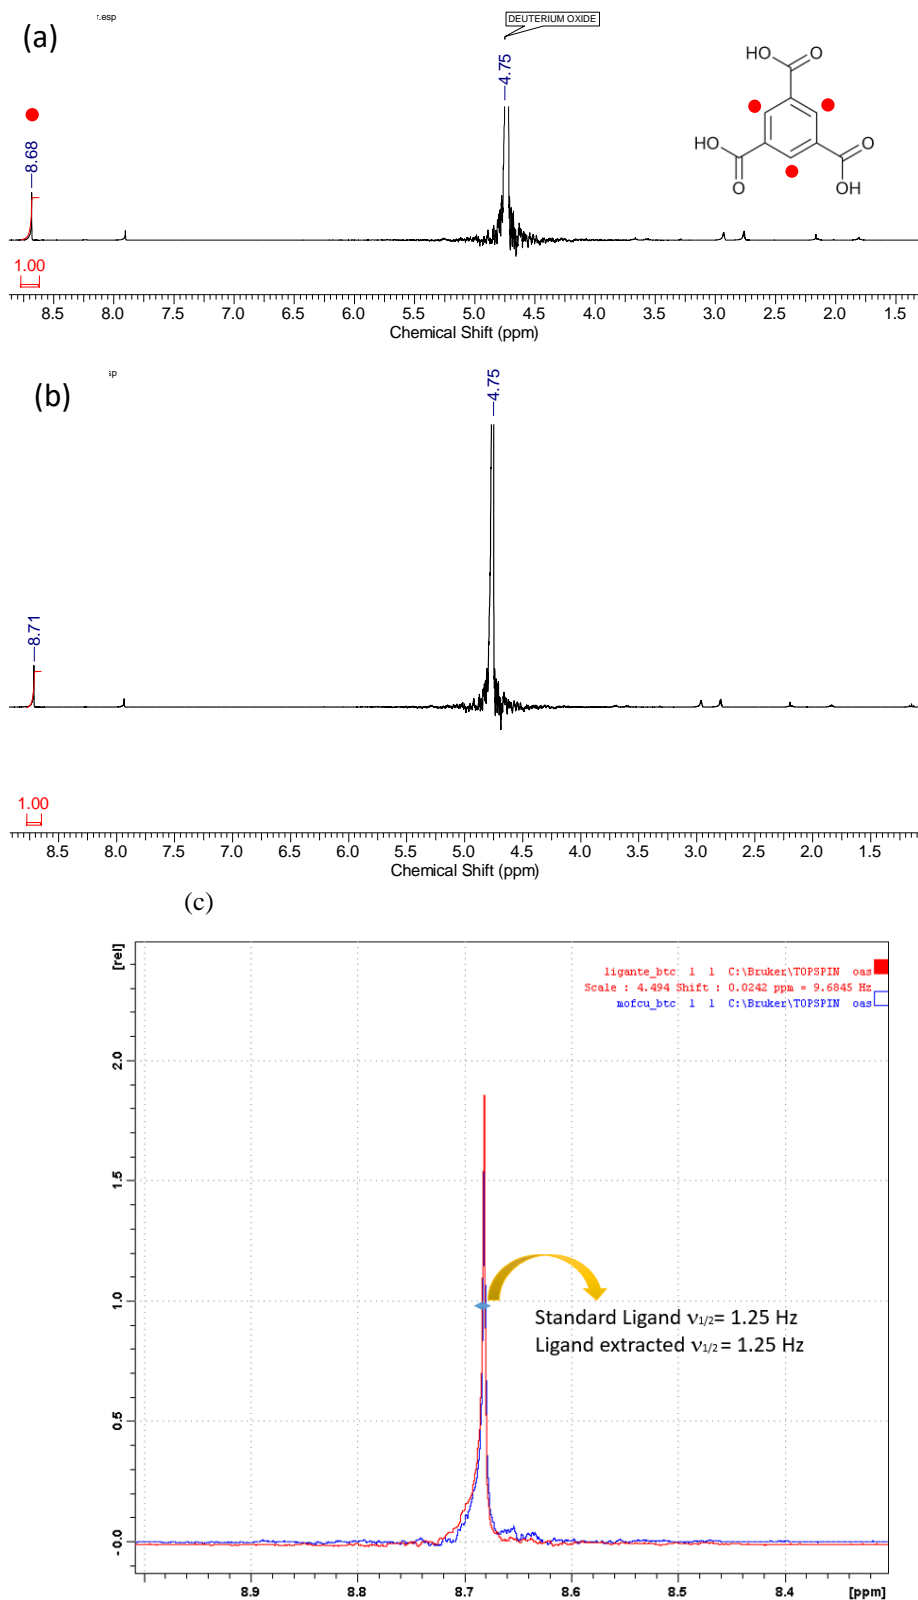 (a)
r.esp
DEUTERIUM OXIDE
4.75
8.68
HO
O
HO
O
O
OH
1.00
8.5 8.0 7.5 7.0 6.5 6.0 5.5 5.0 4.5 4.0 3.5 3.0 2.5 2.0 1.5
Chemical Shift (ppm)
(b)
sp
4.75
8.71
1.00
8.5 8.0 7.5 7.0 6.5 6.0 5.5 5.0 4.5 4.0 3.5 3.0 2.5 2.0 1.5
Chemical Shift (ppm)
(c)
[rel]
ligante_btc 1 1 C:\Bruker\TOPSPIN oas
Scale : 4.494 Shift : 0.0242 ppm = 9.6845 Hz
mofcu_btc 1 1 C:\Bruker\TOPSPIN oas
2.0
1.5
1.0
0.5
-0.0
Standard Ligand ν1/2= 1.25 Hz
Ligand extracted ν1/2= 1.25 Hz
8.9 8.8 8.7 8.6 8.5 8.4 [ppm]